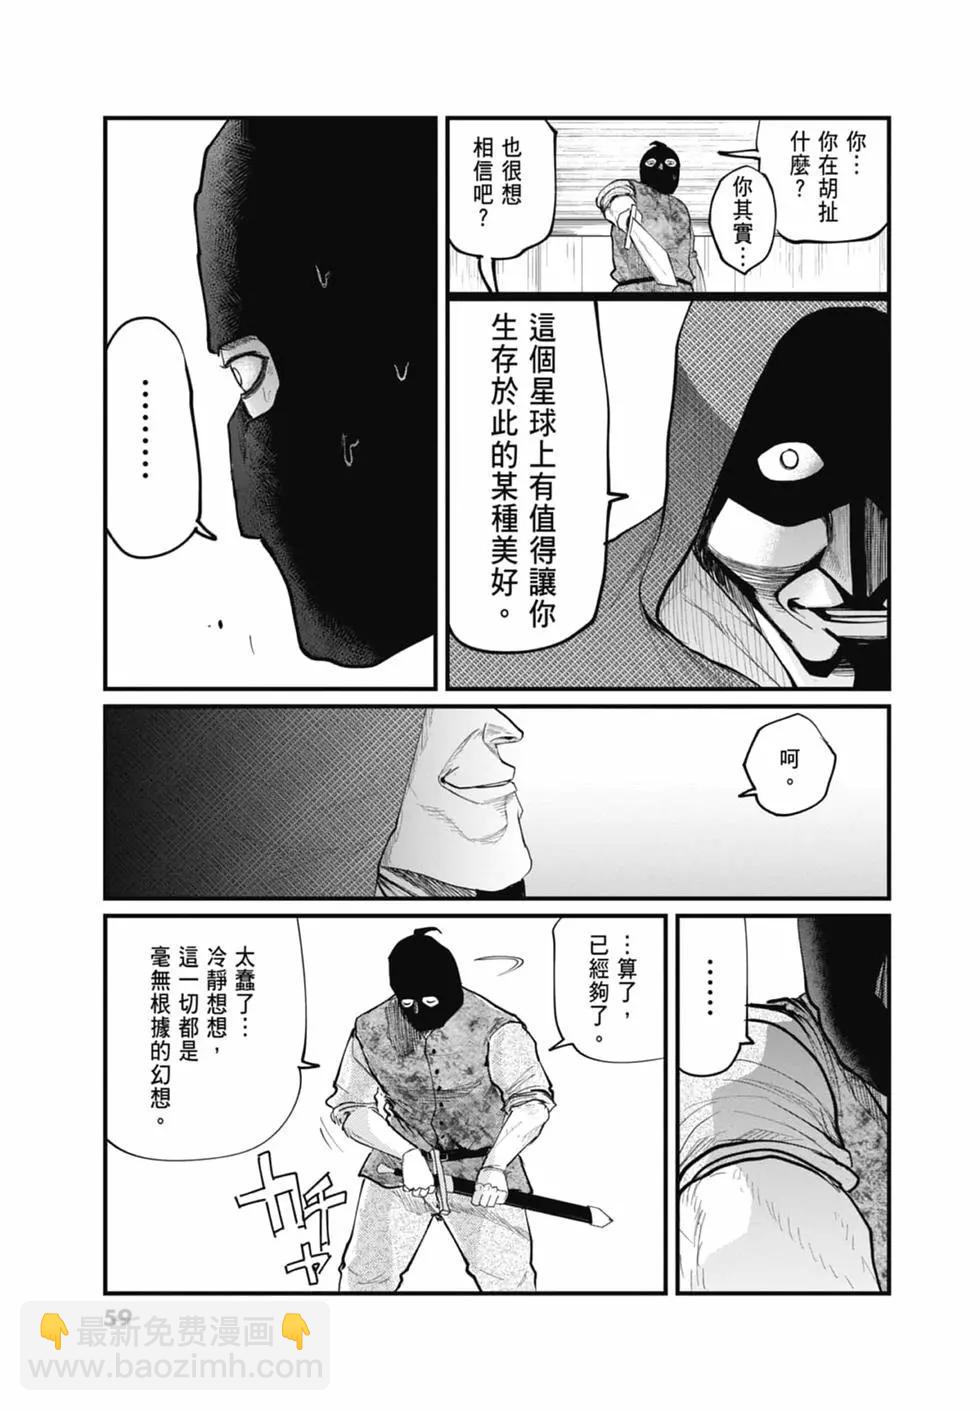 你…
你在胡扯
什麼？
你其實…
也很想
相信吧？
這個星球上有值得讓你
生存於此的某種美好。
………
呵。
……
…算了，
已經夠了。
太蠢了…
冷靜想想，
這一切都是
毫無根據的幻想。
カチャ
59
最新免費漫画
www.baozimh.com